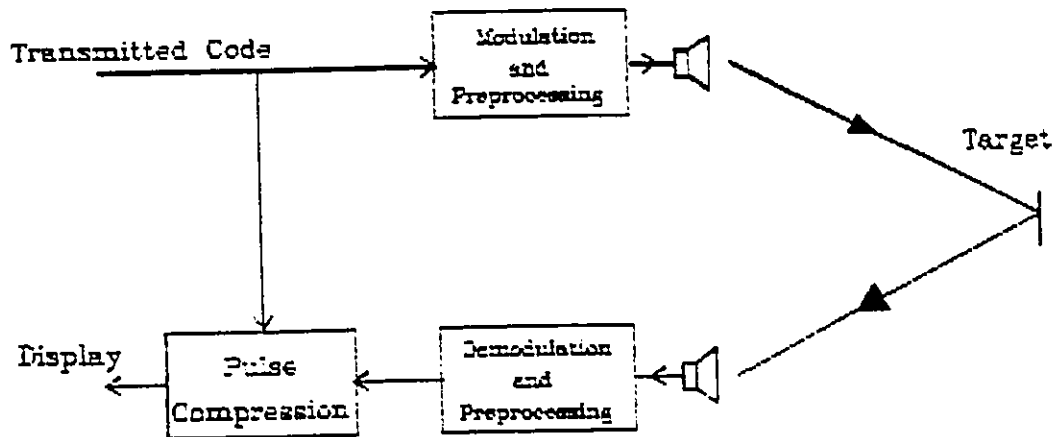 Transmitted Code
Modulation
and
Preprocessing
Target
Display
Pulse
Compression
Demodulation
and
Preprocessing